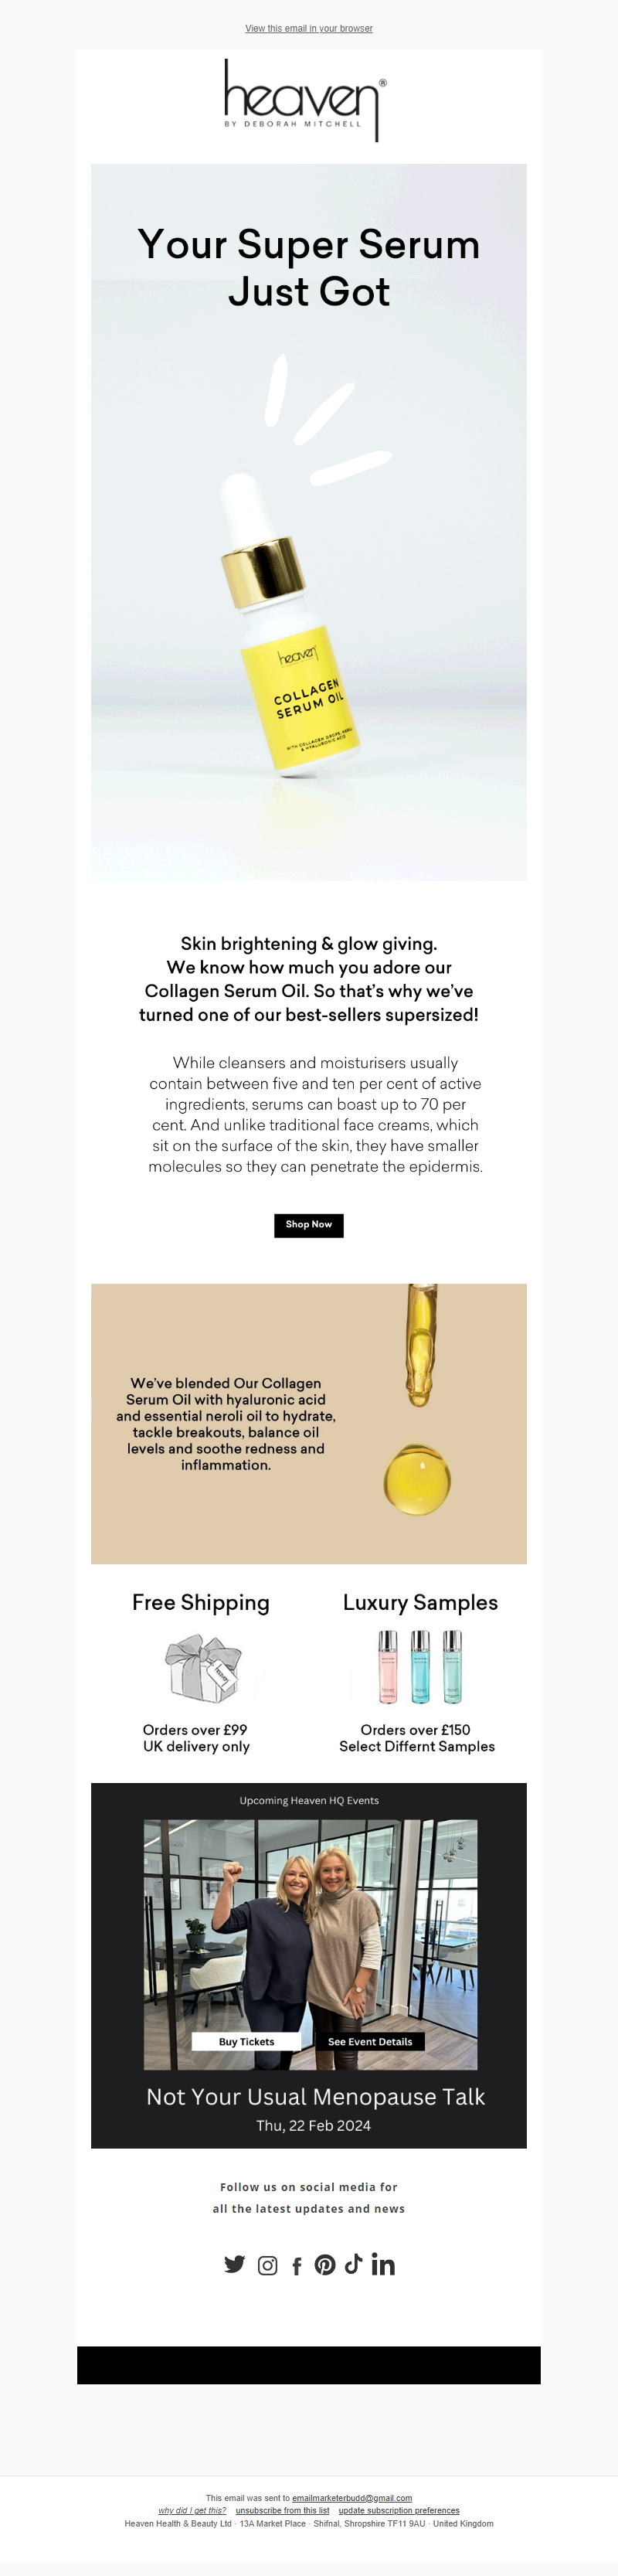 View this email in your browser
heaven®
BY DEBORAH MITCHELL
Your Super Serum
Just Got
heaven
COLLAGEN
SERUM OIL
WITH COLLAGEN DROPS, NEROLI
& HYALURONIC ACID
Skin brightening & glow giving.
We know how much you adore our
Collagen Serum Oil. So that’s why we’ve
turned one of our best-sellers supersized!
While cleansers and moisturisers usually
contain between five and ten per cent of active
ingredients, serums can boast up to 70 per
cent. And unlike traditional face creams, which
sit on the surface of the skin, they have smaller
molecules so they can penetrate the epidermis.
Shop Now
We’ve blended Our Collagen
Serum Oil with hyaluronic acid
and essential neroli oil to hydrate,
tackle breakouts, balance oil
levels and soothe redness and
inflammation.
Free Shipping
Luxury Samples
heaven
Orders over £99
UK delivery only
Orders over £150
Select Differnt Samples
Upcoming Heaven HQ Events
Buy Tickets
See Event Details
Not Your Usual Menopause Talk
Thu, 22 Feb 2024
Follow us on social media for
all the latest updates and news
This email was sent to emailmarketerbudd@gmail.com
why did I get this? unsubscribe from this list update subscription preferences
Heaven Health & Beauty Ltd · 13A Market Place · Shifnal, Shropshire TF11 9AU · United Kingdom